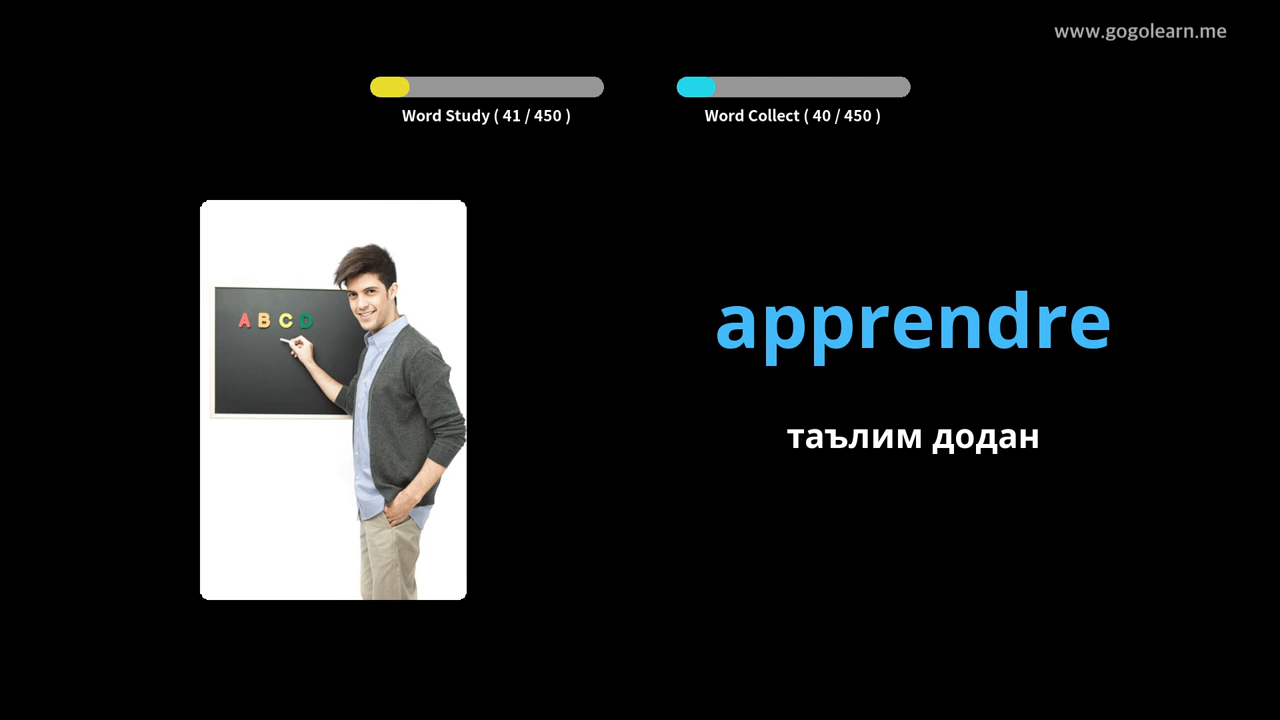 www.gogolearn.me
Word Study ( 41 / 450 )
Word Collect ( 40 / 450 )
A B C D
apprendre
таълим додан